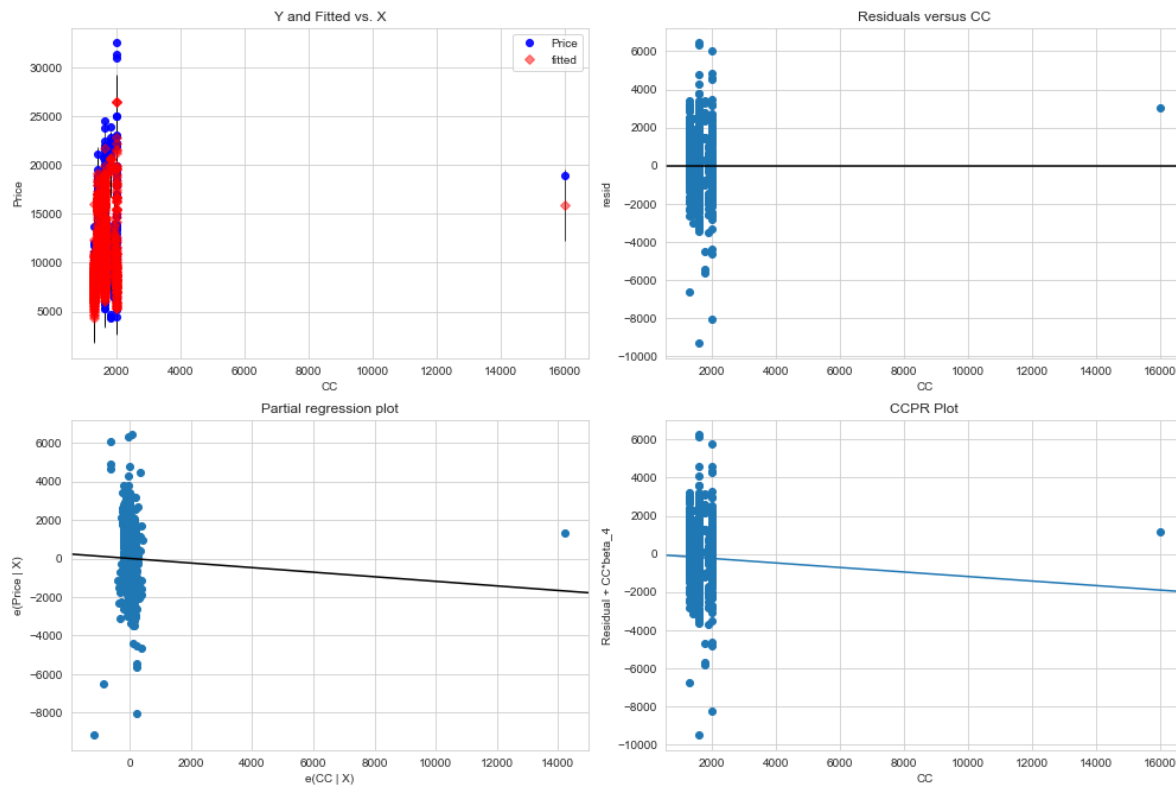 Y and Fitted vs. X
Price
fitted
30000
25000
20000
15000
10000
5000
Price
2000 4000 6000 8000 10000 12000 14000 16000
CC
Residuals versus CC
6000
4000
2000
0
−2000
−4000
−6000
−8000
−10000
resid
2000 4000 6000 8000 10000 12000 14000 16000
CC
Partial regression plot
6000
4000
2000
0
−2000
−4000
−6000
−8000
e(Price | X)
0 2000 4000 6000 8000 10000 12000 14000
e(CC | X)
CCPR Plot
6000
4000
2000
0
−2000
−4000
−6000
−8000
−10000
Residual + CC*beta_4
2000 4000 6000 8000 10000 12000 14000 16000
CC